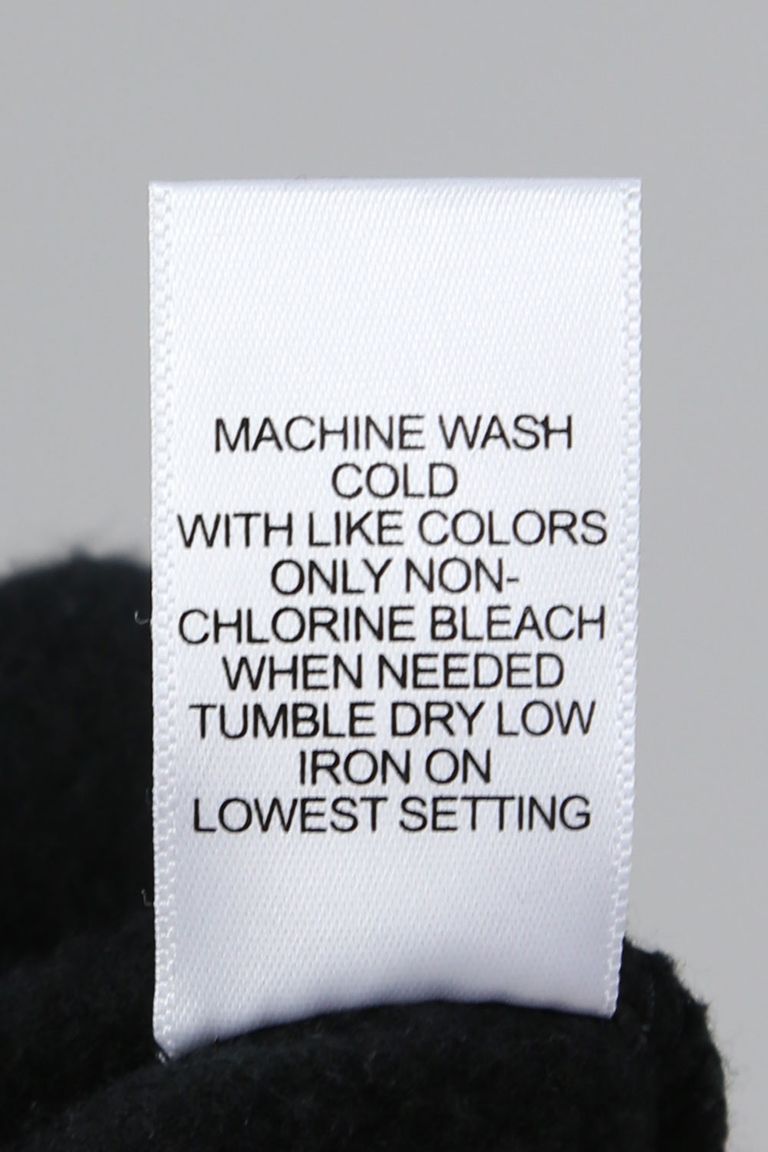 MACHINE WASH
COLD
WITH LIKE COLORS
ONLY NON-
CHLORINE BLEACH
WHEN NEEDED
TUMBLE DRY LOW
IRON ON
LOWEST SETTING